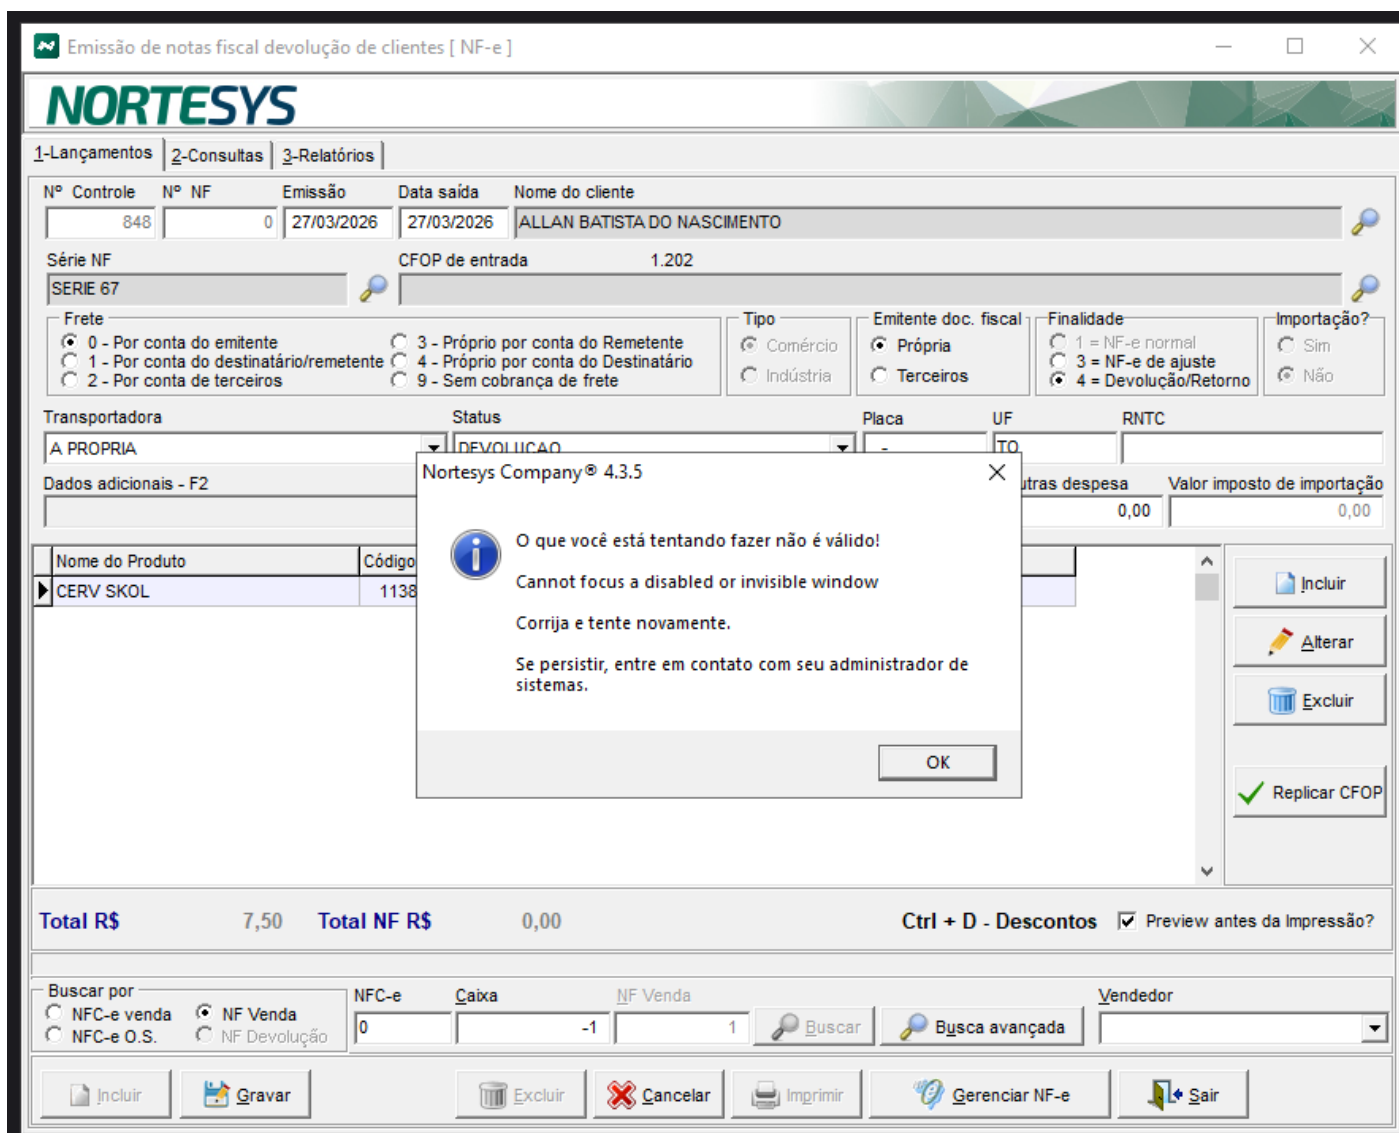 Emissão de notas fiscal devolução de clientes [ NF-e ]
NORTESYS
1-Lançamentos 2-Consultas 3-Relatórios
Nº Controle Nº NF Emissão Data saída Nome do cliente
848 0 27/03/2026 27/03/2026 ALLAN BATISTA DO NASCIMENTO
Série NF CFOP de entrada 1.202
SERIE 67
Frete Tipo Emitente doc. fiscal Finalidade Importação?
0 - Por conta do emitente 3 - Próprio por conta do Remetente Comércio Própria 1 = NF-e normal Sim
1 - Por conta do destinatário/remetente 4 - Próprio por conta do Destinatário 3 = NF-e de ajuste
2 - Por conta de terceiros 9 - Sem cobrança de frete Indústria Terceiros 4 = Devolução/Retorno Não
Transportadora Status Placa UF RNTC
A PROPRIA DEVOLUCAO - TO
Nortesys Company® 4.3.5
Dados adicionais - F2 utras despesa Valor imposto de importação
0,00 0,00
O que você está tentando fazer não é válido!
Cannot focus a disabled or invisible window
Corrija e tente novamente.
Se persistir, entre em contato com seu administrador de
sistemas.
OK
Nome do Produto Código
CERV SKOL 1138
Incluir
Alterar
Excluir
Replicar CFOP
Total R$ 7,50 Total NF R$ 0,00 Ctrl + D - Descontos Preview antes da Impressão?
Buscar por NFC-e Caixa NF Venda Vendedor
NFC-e venda NF Venda
NFC-e O.S. NF Devolução 0 -1 1 Buscar Busca avançada
Incluir Gravar Excluir Cancelar Imprimir Gerenciar NF-e Sair